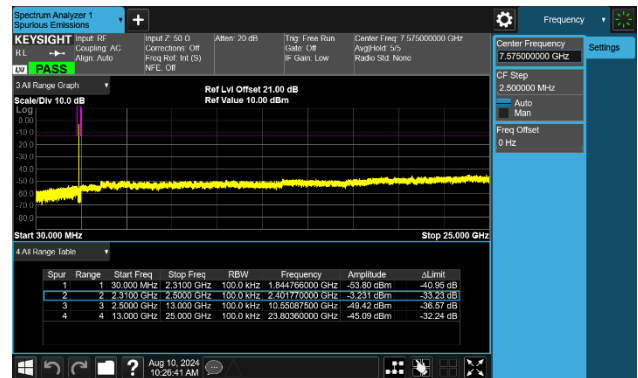 Spectrum Analyzer 1
Spurious Emissions
Frequency
KEYSIGHT Input: RF
RL
Coupling: AC
Align: Auto
LXI PASS
Input Z: 50 Ω
Corrections: Off
Freq Ref: Int (S)
NFE: Off
Atten: 20 dB
Trig: Free Run
Gate: Off
IF Gain: Low
Center Freq: 7.575000000 GHz
Avg|Hold: 5/5
Radio Std: None
Center Frequency
7.575000000 GHz
Settings
CF Step
2.500000 MHz
Auto
Man
Freq Offset
0 Hz
3 All Range Graph
Scale/Div 10.0 dB
Ref Lvl Offset 21.00 dB
Ref Value 10.00 dBm
Log
0.00
-10.0
-20.0
-30.0
-40.0
-50.0
-60.0
-70.0
-80.0
Start 30.000 MHz Stop 25.000 GHz
4 All Range Table
Spur Range Start Freq Stop Freq RBW Frequency Amplitude ΔLimit
1 1 30.000 MHz 2.3100 GHz 100.0 kHz 1.844766000 GHz -53.80 dBm -40.95 dB
2 2 2.3100 GHz 2.5000 GHz 100.0 kHz 2.401770000 GHz -3.231 dBm -33.23 dB
3 3 2.5000 GHz 13.000 GHz 100.0 kHz 10.55087500 GHz -49.42 dBm -36.57 dB
4 4 13.000 GHz 25.000 GHz 100.0 kHz 23.80360000 GHz -45.09 dBm -32.24 dB
Aug 10, 2024
10:26:41 AM